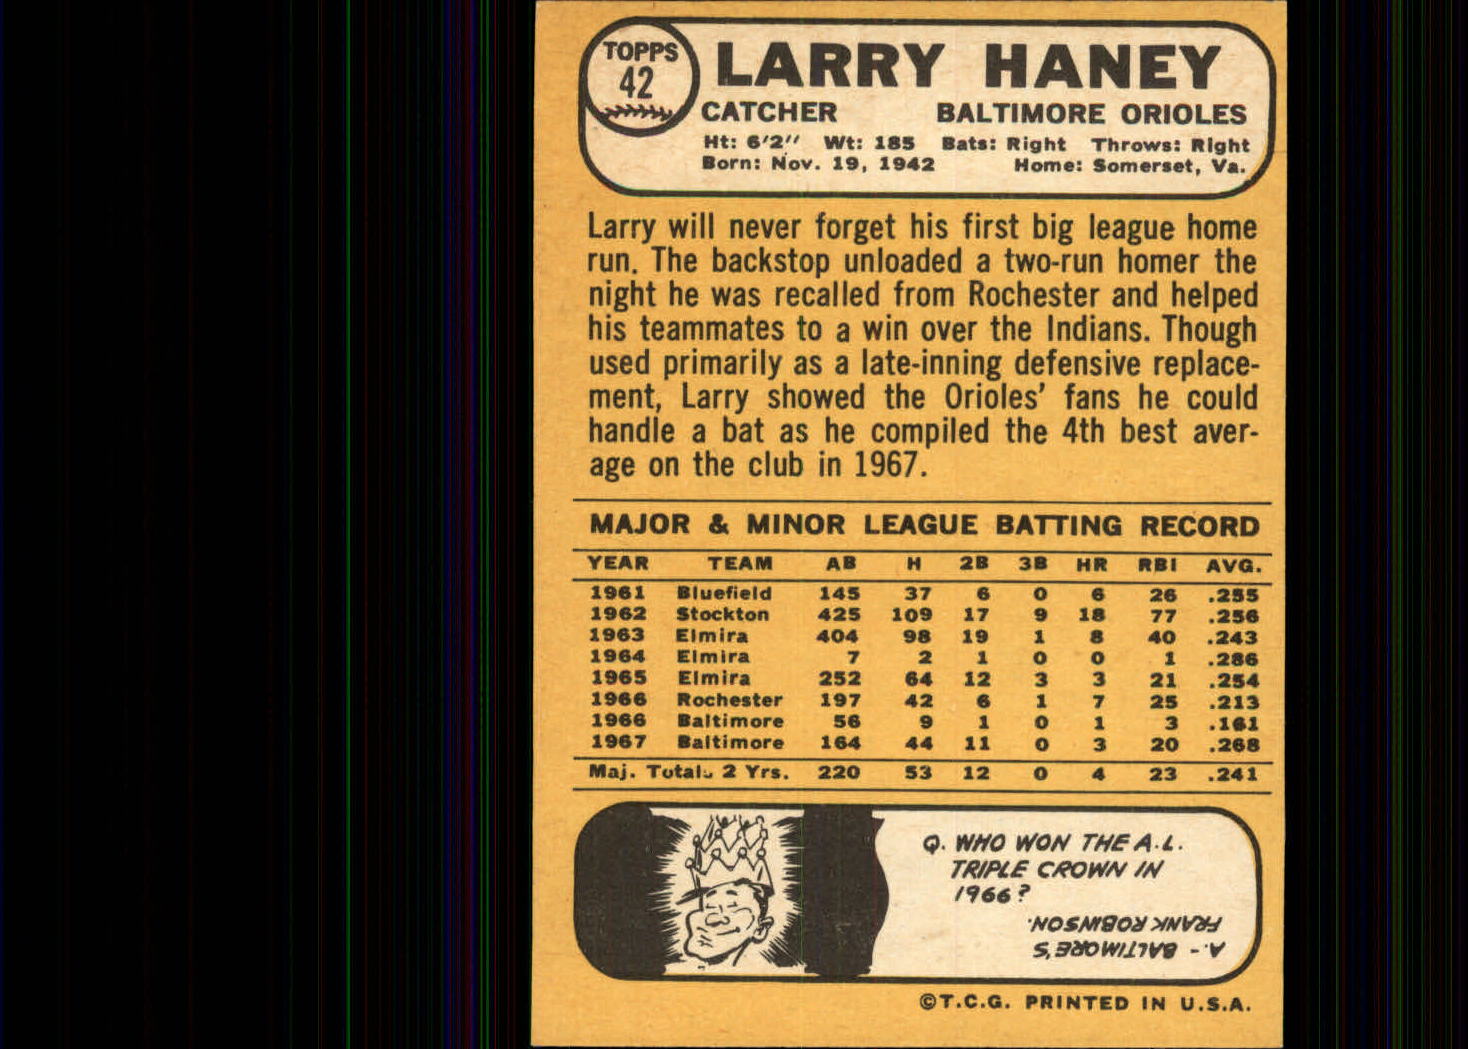 TOPPS
42
LARRY HANEY
CATCHER BALTIMORE ORIOLES
Ht: 6'2" Wt: 185 Bats: Right Throws: Right
Born: Nov. 19, 1942 Home: Somerset, Va.
Larry will never forget his first big league home
run. The backstop unloaded a two-run homer the
night he was recalled from Rochester and helped
his teammates to a win over the Indians. Though
used primarily as a late-inning defensive replace-
ment, Larry showed the Orioles' fans he could
handle a bat as he compiled the 4th best aver-
age on the club in 1967.
MAJOR & MINOR LEAGUE BATTING RECORD
YEAR TEAM AB H 2B 3B HR RBI AVG.
1961 Bluefield 145 37 6 0 6 26 .255
1962 Stockton 425 109 17 9 18 77 .256
1963 Elmira 404 98 19 1 8 40 .243
1964 Elmira 7 2 1 0 0 1 .286
1965 Elmira 252 64 12 3 3 21 .254
1966 Rochester 197 42 6 1 7 25 .213
1966 Baltimore 56 9 1 0 1 3 .161
1967 Baltimore 164 44 11 0 3 20 .268
Maj. Totals 2 Yrs. 220 53 12 0 4 23 .241
Q. WHO WON THE A.L.
TRIPLE CROWN IN
1966?
A.- BALTIMORE'S
FRANK ROBINSON.
©T.C.G. PRINTED IN U.S.A.